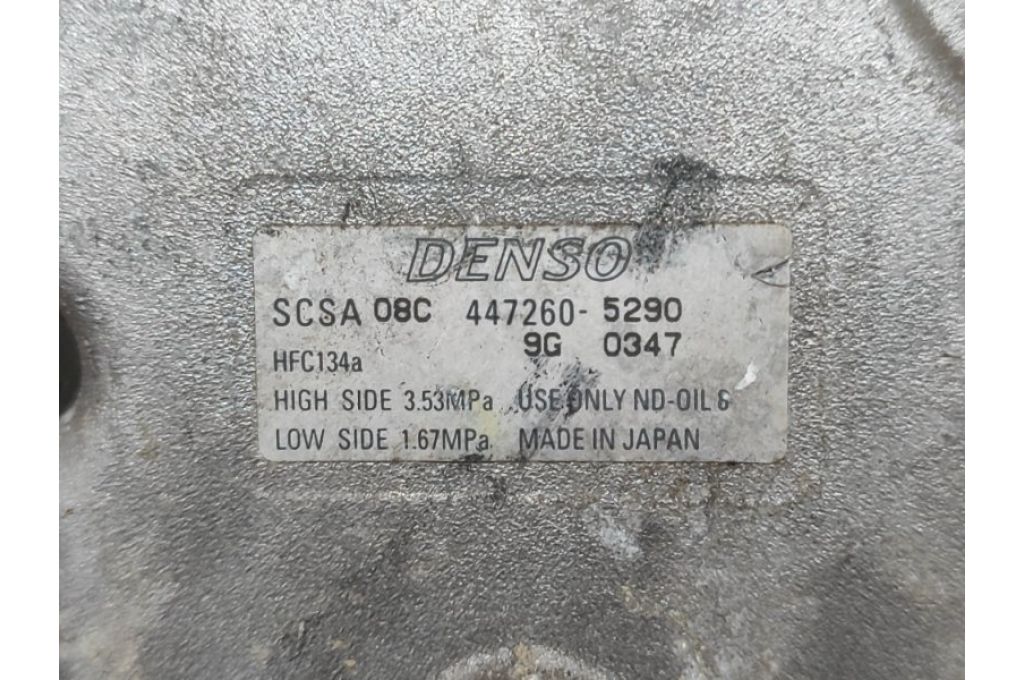 DENSO
SCSA 08C 447260-5290
9G 0347
HFC134a
HIGH SIDE 3.53MPa USE ONLY ND-OIL 8
LOW SIDE 1.67MPa MADE IN JAPAN